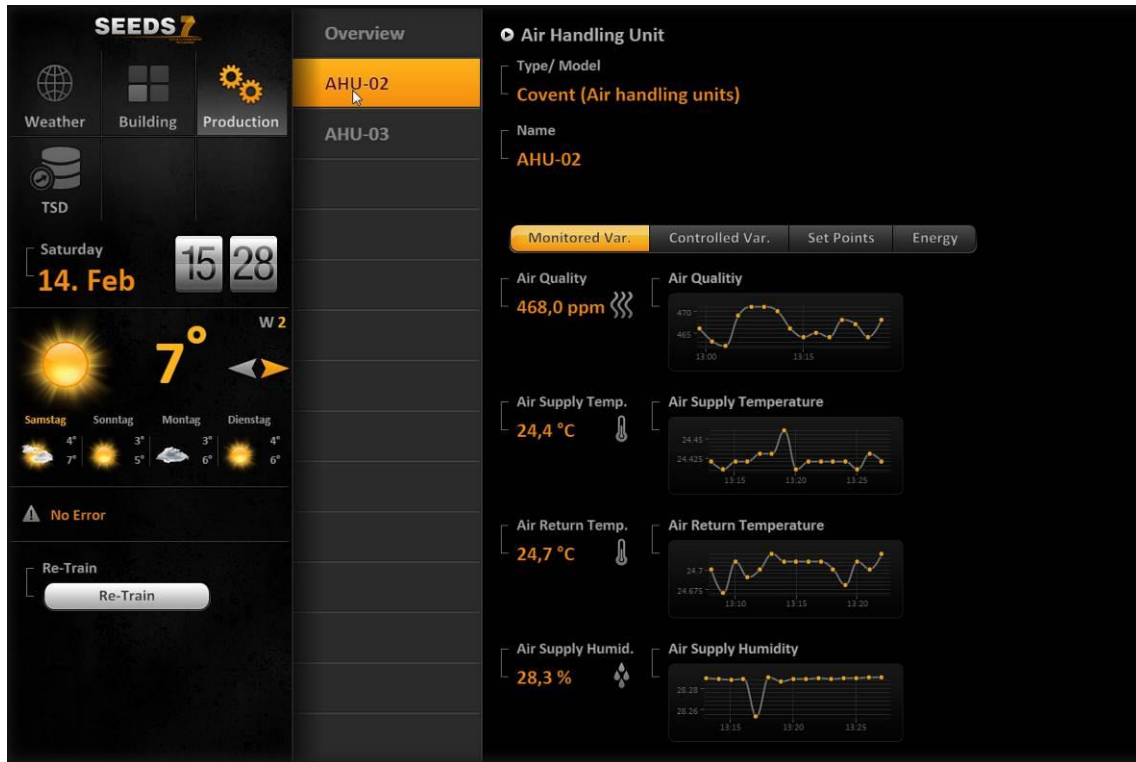 SEEDS7
Weather
Building
Production
TSD
Saturday
14. Feb
15 28
W 2
7°
Samstag
Sonntag
Montag
Dienstag
4°
7°
3°
5°
3°
6°
4°
6°
No Error
Re-Train
Re-Train
Overview
AHU-02
AHU-03
Air Handling Unit
Type/ Model
Covent (Air handling units)
Name
AHU-02
Monitored Var.
Controlled Var.
Set Points
Energy
Air Quality
468,0 ppm
Air Qualitiy
470
465
13:00
13:15
Air Supply Temp.
24,4 °C
Air Supply Temperature
24.45
24.425
13:15
13:20
13:25
Air Return Temp.
24,7 °C
Air Return Temperature
24.7
24.675
13:10
13:15
13:20
Air Supply Humid.
28,3 %
Air Supply Humidity
28.28
28.26
13:15
13:20
13:25